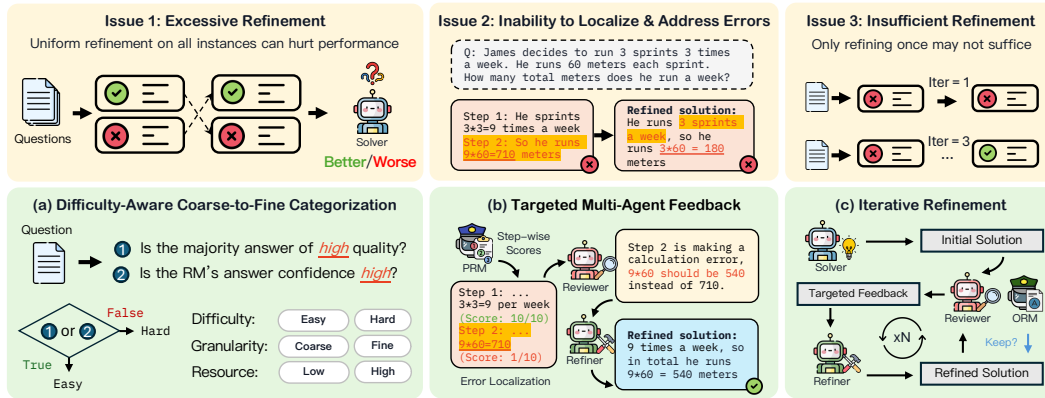 Issue 1: Excessive Refinement
Uniform refinement on all instances can hurt performance
Questions
Solver
Better/Worse
Issue 2: Inability to Localize & Address Errors
Q: James decides to run 3 sprints 3 times
a week. He runs 60 meters each sprint.
How many total meters does he run a week?
Step 1: He sprints
3*3=9 times a week
Step 2: So he runs
9*60=710 meters
Refined solution:
He runs 3 sprints
a week, so he
runs 3*60 = 180
meters
Issue 3: Insufficient Refinement
Only refining once may not suffice
Iter = 1
Iter = 3
...
(a) Difficulty-Aware Coarse-to-Fine Categorization
Question
1 Is the majority answer of high quality?
2 Is the RM's answer confidence high?
1 or 2
False
Hard
True
Easy
Difficulty: Easy Hard
Granularity: Coarse Fine
Resource: Low High
(b) Targeted Multi-Agent Feedback
PRM
Step-wise
Scores
Reviewer
Step 2 is making a
calculation error,
9*60 should be 540
instead of 710.
Step 1: ...
3*3=9 per week
(Score: 10/10)
Step 2: ...
9*60=710
(Score: 1/10)
Error Localization
Refiner
Refined solution:
9 times a week, so
in total he runs
9*60 = 540 meters
(c) Iterative Refinement
Solver
Initial Solution
Targeted Feedback
Reviewer
ORM
xN
Keep?
Refiner
Refined Solution